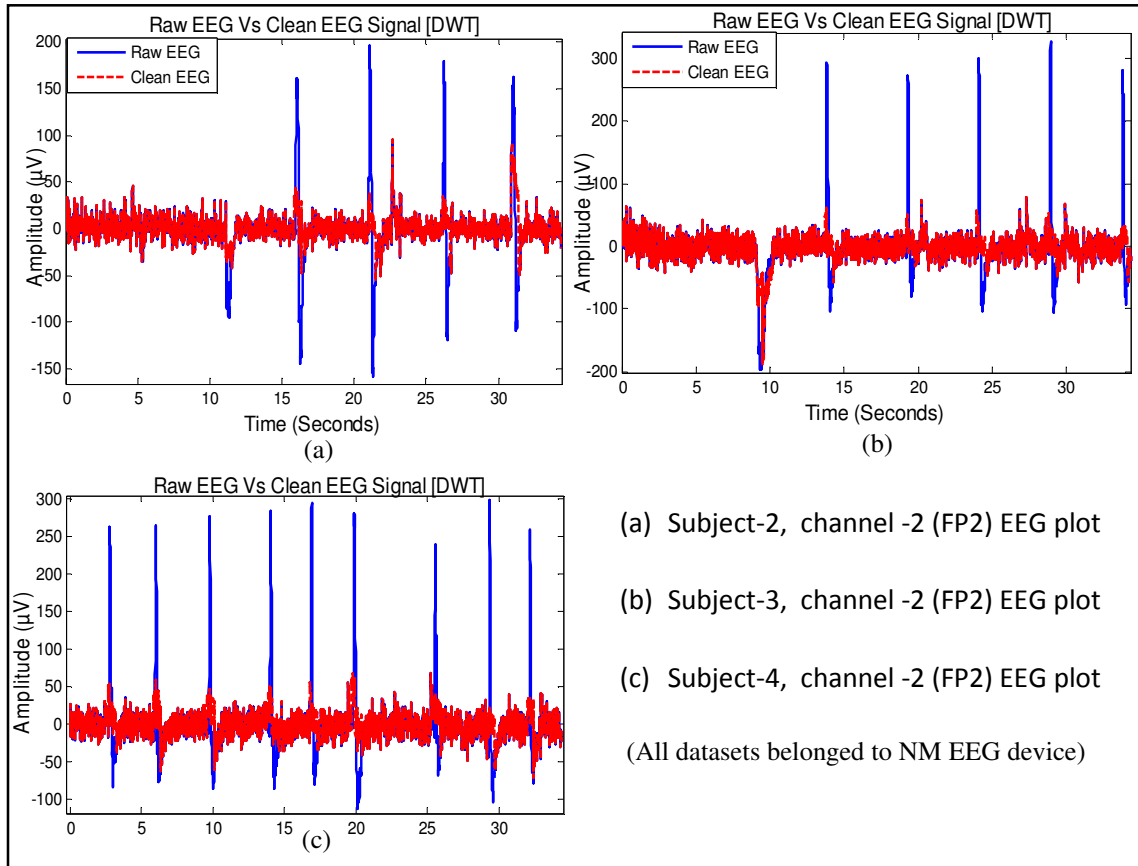 Raw EEG Vs Clean EEG Signal [DWT]
Raw EEG
Clean EEG
Amplitude (µV)
200
150
100
50
0
-50
-100
-150
0 5 10 15 20 25 30
Time (Seconds)
(a)
Raw EEG Vs Clean EEG Signal [DWT]
Raw EEG
Clean EEG
Amplitude (µV)
300
200
100
0
-100
-200
0 5 10 15 20 25 30
Time (Seconds)
(b)
Raw EEG Vs Clean EEG Signal [DWT]
Amplitude (µV)
300
250
200
150
100
50
0
-50
-100
0 5 10 15 20 25 30
(c)
(a) Subject-2, channel -2 (FP2) EEG plot
(b) Subject-3, channel -2 (FP2) EEG plot
(c) Subject-4, channel -2 (FP2) EEG plot
(All datasets belonged to NM EEG device)